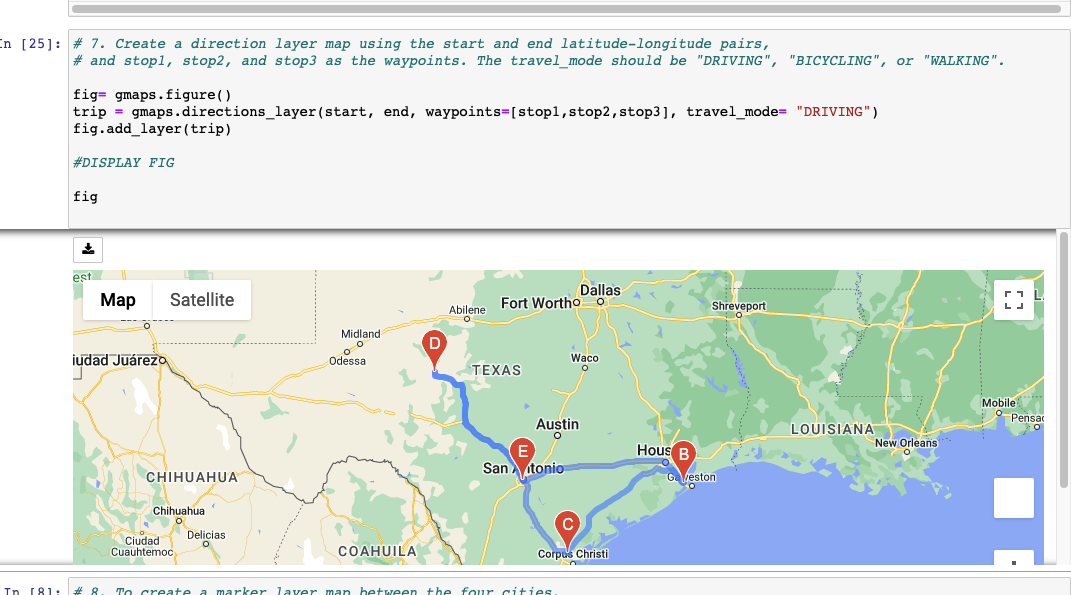 In [25]:
# 7. Create a direction layer map using the start and end latitude-longitude pairs,
# and stop1, stop2, and stop3 as the waypoints. The travel_mode should be "DRIVING", "BICYCLING", or "WALKING".
fig= gmaps.figure()
trip = gmaps.directions_layer(start, end, waypoints=[stop1,stop2,stop3], travel_mode= "DRIVING")
fig.add_layer(trip)
#DISPLAY FIG
fig
est
Map
Satellite
Dallas
Fort Worth
Abilene
Shreveport
L
Midland
D
iudad Juárez
Odessa
Waco
TEXAS
Mobile
Austin
Pensac
LOUISIANA
New Orleans
E
Hous
B
San Antonio
CHIHUAHUA
Galveston
Chihuahua
C
Delicias
Ciudad
Cuauhtemoc
COAHUILA
Corpus Christi
In [8]:
# 8. To create a marker layer map between the four cities.